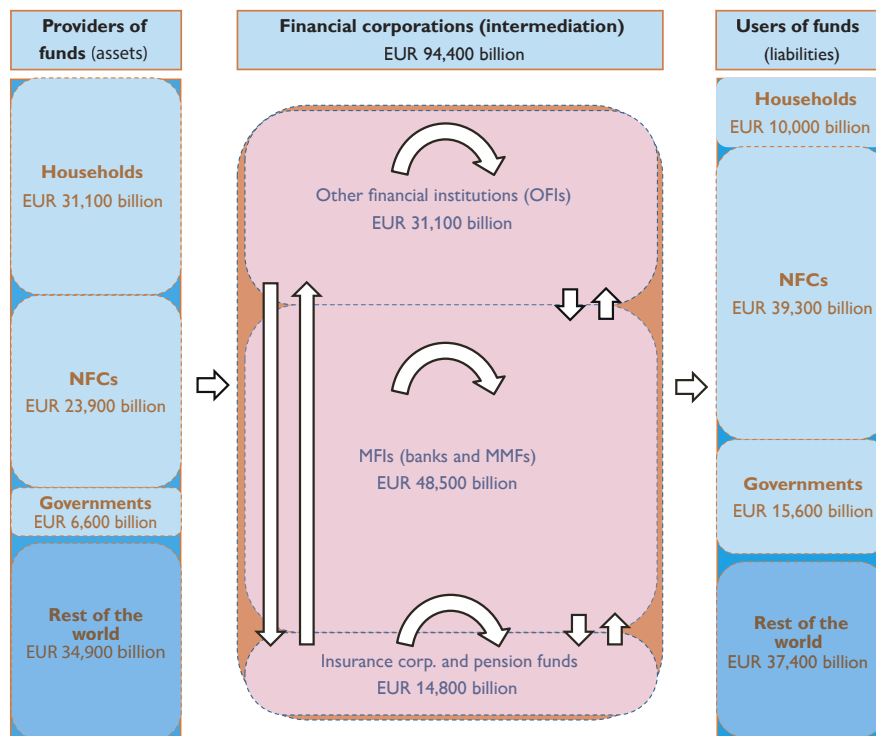 Providers of
funds (assets)
Households
EUR 31,100 billion
NFCs
EUR 23,900 billion
Governments
EUR 6,600 billion
Rest of the
world
EUR 34,900 billion
Financial corporations (intermediation)
EUR 94,400 billion
Other financial institutions (OFIs)
EUR 31,100 billion
MFIs (banks and MMFs)
EUR 48,500 billion
Insurance corp. and pension funds
EUR 14,800 billion
Users of funds
(liabilities)
Households
EUR 10,000 billion
NFCs
EUR 39,300 billion
Governments
EUR 15,600 billion
Rest of the
world
EUR 37,400 billion